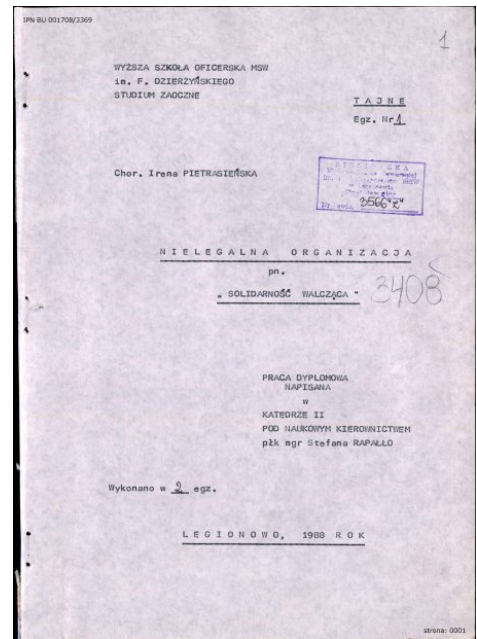 IPN BU 001708/3369
1
WYŻSZA SZKOŁA OFICERSKA MSW
im. F. DZIERŻYŃSKIEGO
STUDIUM ZAOCZNE
T A J N E
Egz. Nr 1
Chor. Irena PIETRASIEŃSKA
3566"Z"
N I E L E G A L N A O R G A N I Z A C J A
pn.
„ SOLIDARNOŚĆ WALCZĄCA "
3408
PRACA DYPLOMOWA
NAPISANA
w
KATEDRZE II
POD NAUKOWYM KIEROWNICTWEM
płk mgr Stefana RAPAŁŁO
Wykonano w 2 egz.
L E G I O N O W O, 1988 R O K
strona: 0001